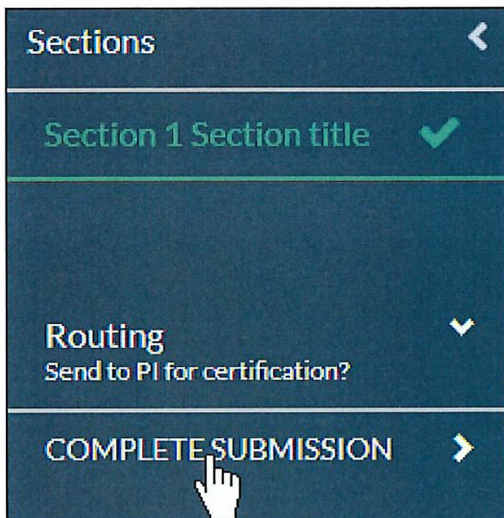 Sections
Section 1 Section title
Routing
Send to PI for certification?
COMPLETE SUBMISSION